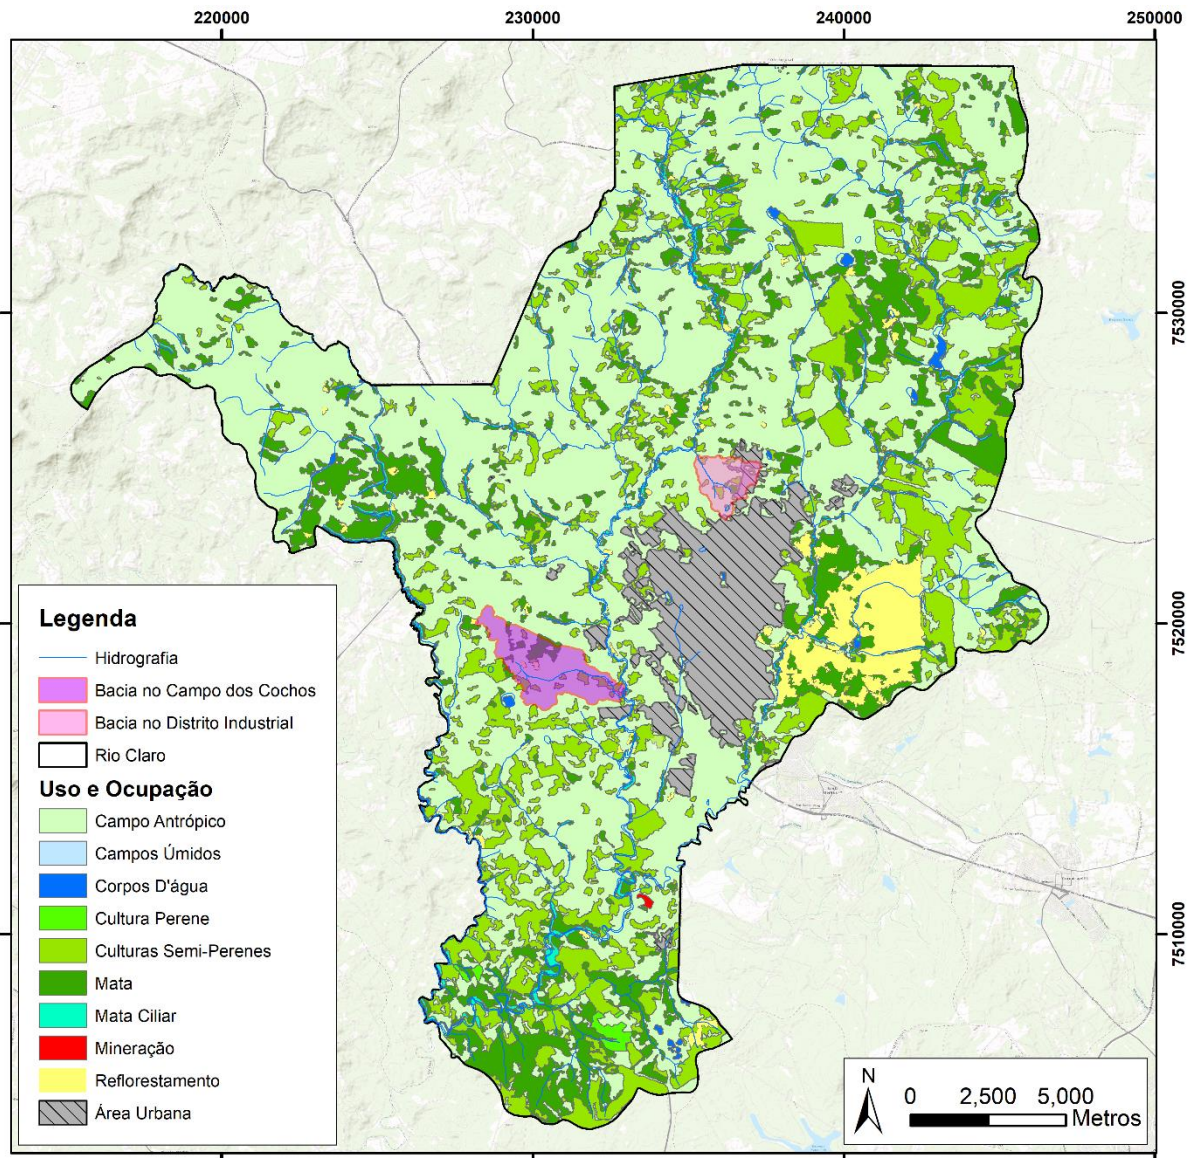 220000
230000
240000
250000
7530000
7520000
7510000
Legenda
Hidrografia
Bacia no Campo dos Cochos
Bacia no Distrito Industrial
Rio Claro
Uso e Ocupação
Campo Antrópico
Campos Úmidos
Corpos D'água
Cultura Perene
Culturas Semi-Perenes
Mata
Mata Ciliar
Mineração
Reflorestamento
Área Urbana
N
0 2,500 5,000
Metros